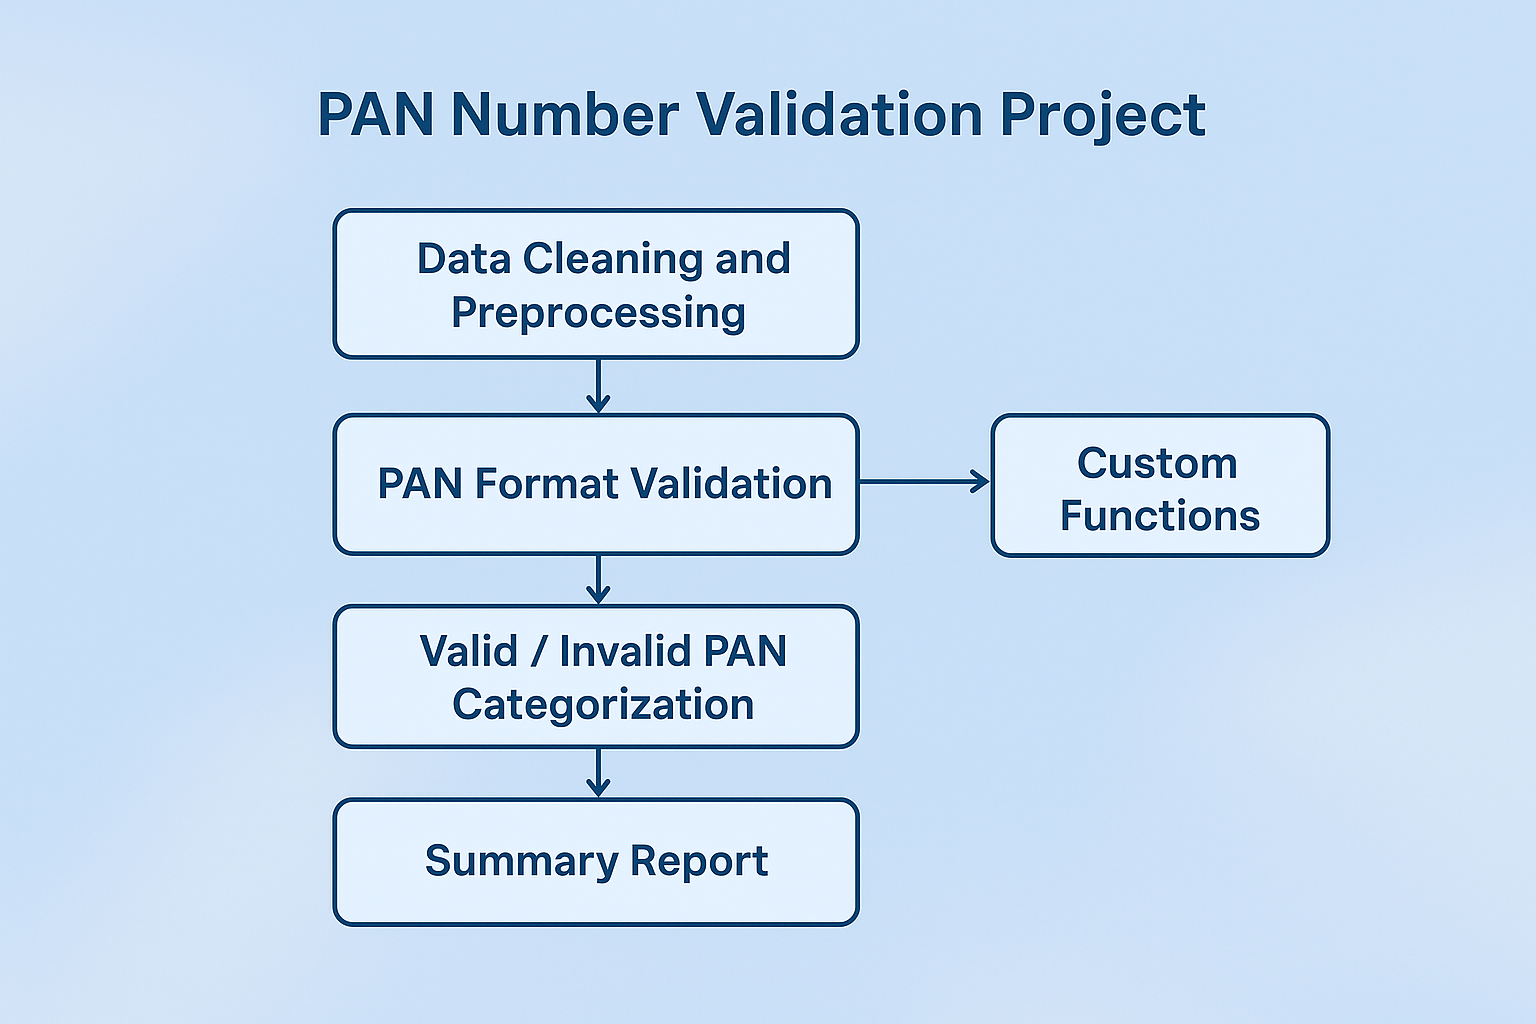 PAN Number Validation Project
Data Cleaning and
Preprocessing
PAN Format Validation
Custom
Functions
Valid / Invalid PAN
Categorization
Summary Report